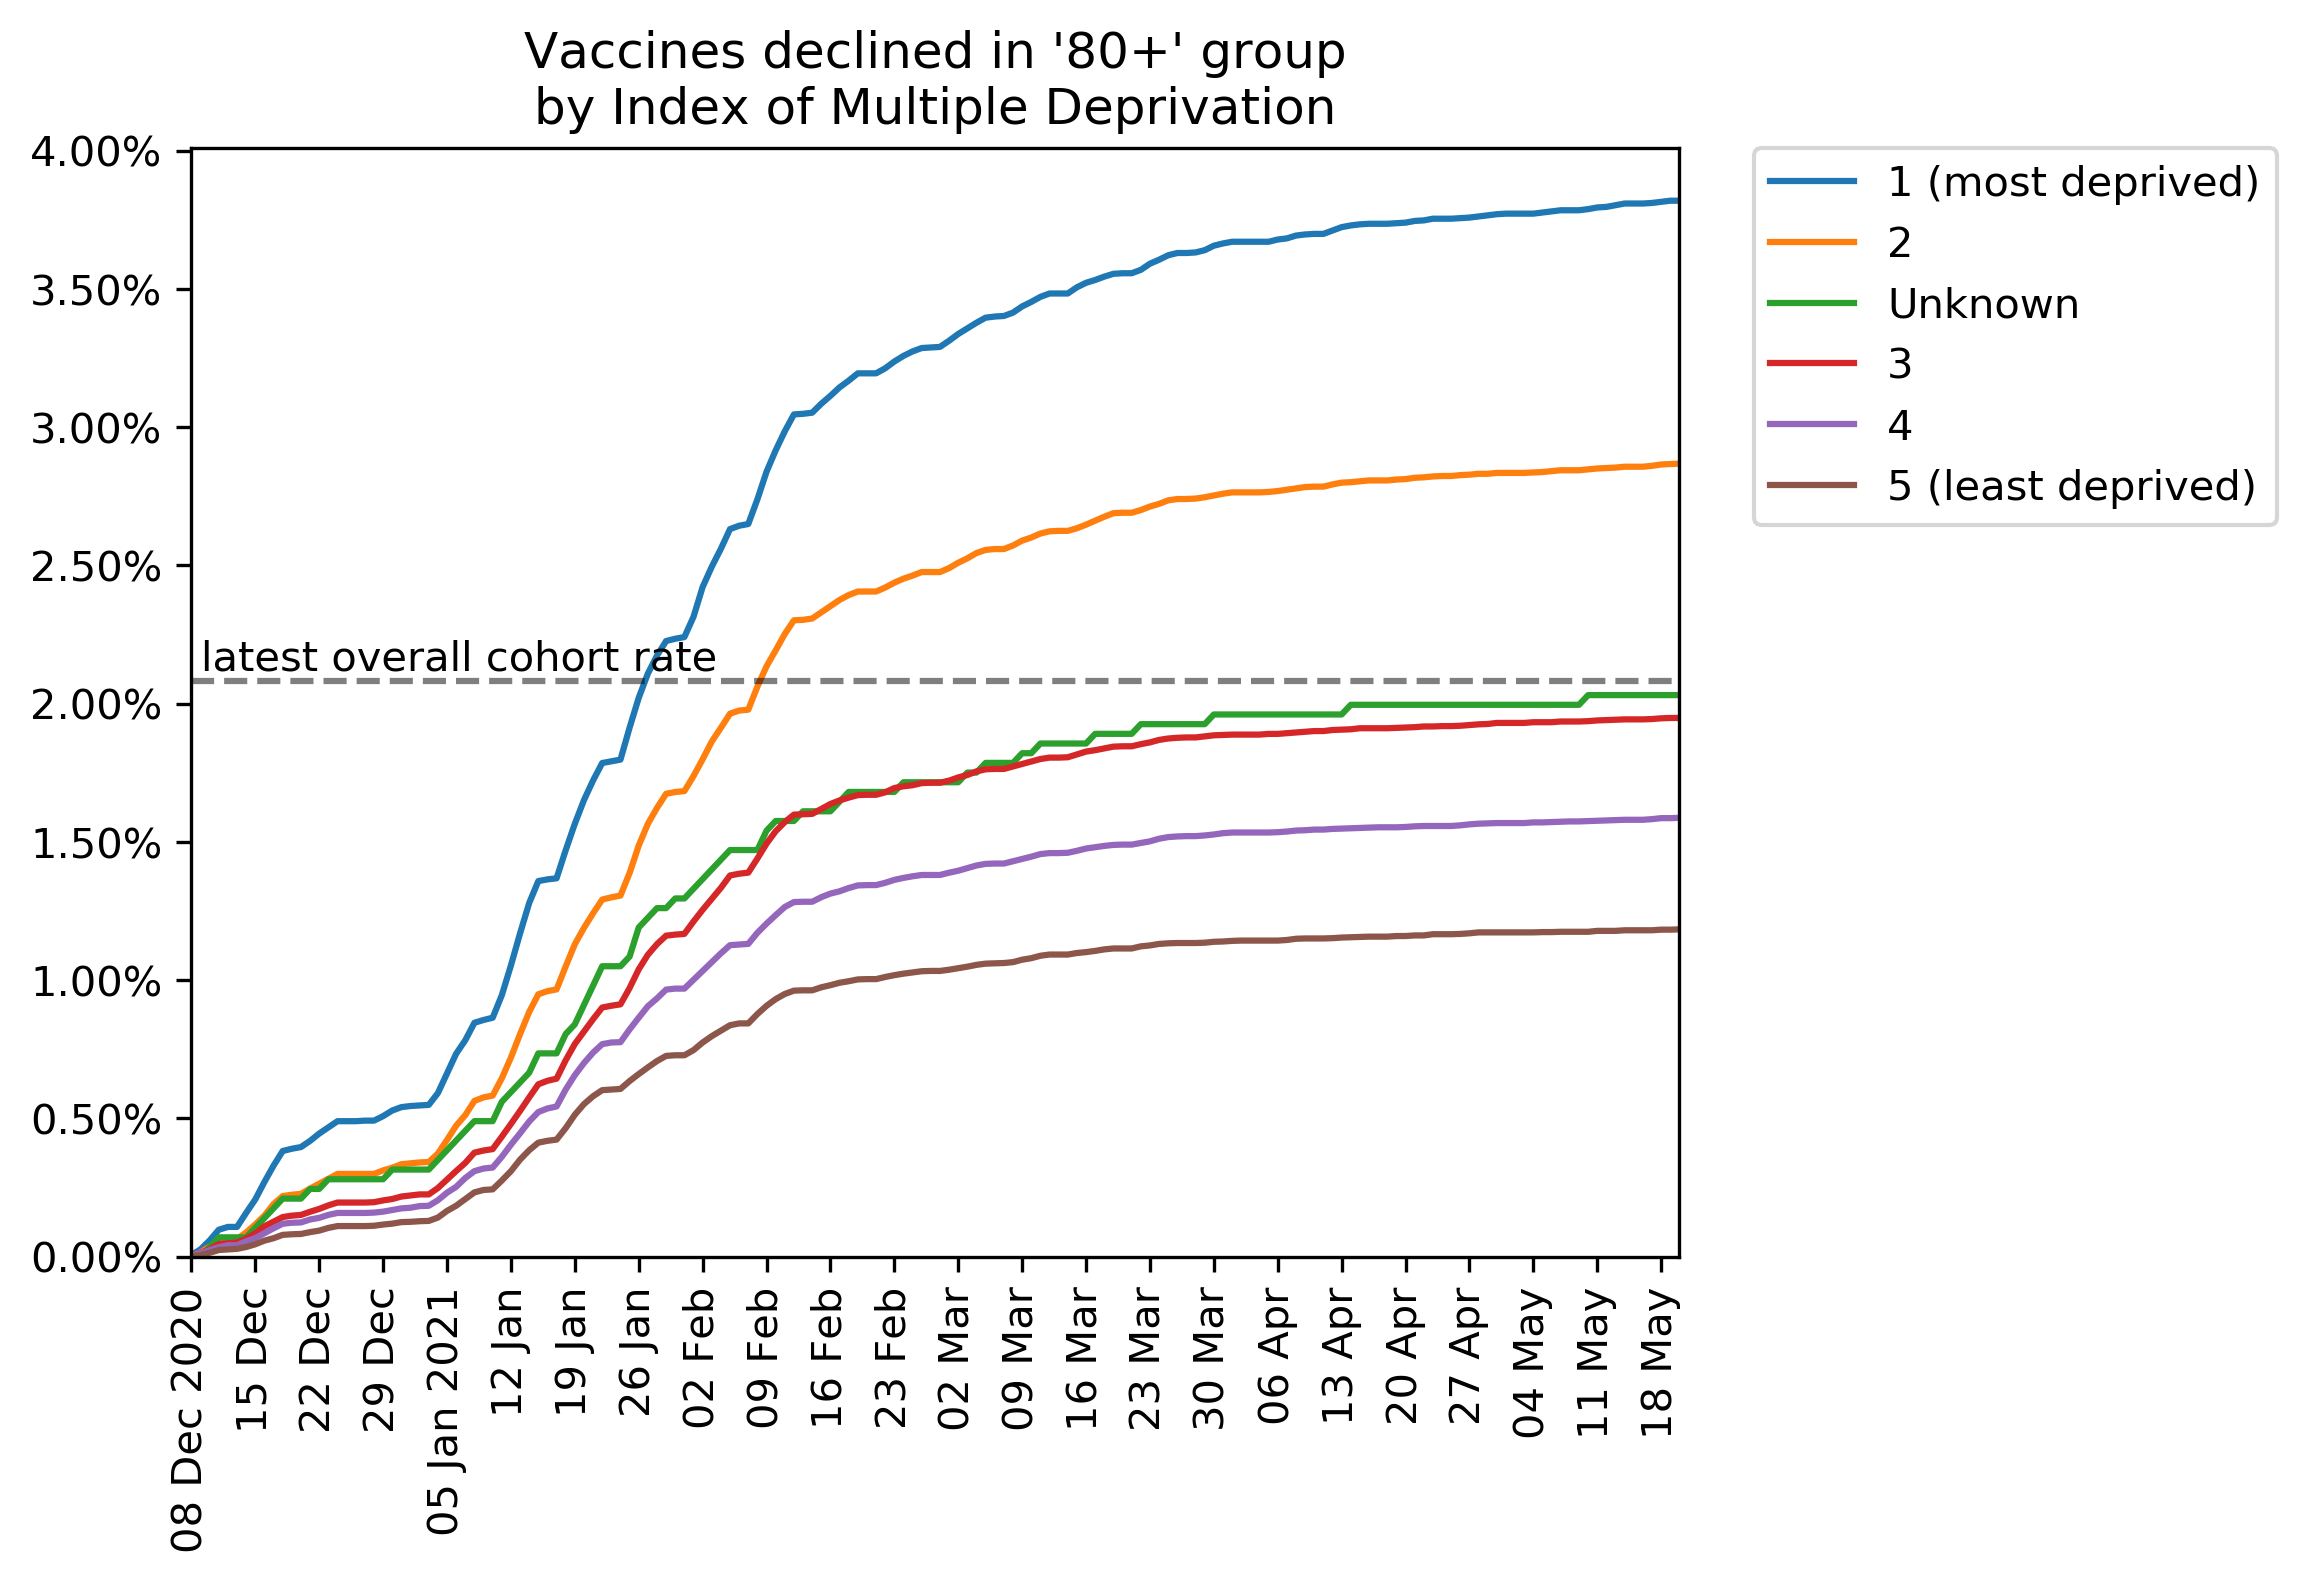 Vaccines declined in '80+' group
by Index of Multiple Deprivation
4.00%
3.50%
3.00%
2.50%
2.00%
1.50%
1.00%
0.50%
0.00%
latest overall cohort rate
08 Dec 2020
15 Dec
22 Dec
29 Dec
05 Jan 2021
12 Jan
19 Jan
26 Jan
02 Feb
09 Feb
16 Feb
23 Feb
02 Mar
09 Mar
16 Mar
23 Mar
30 Mar
06 Apr
13 Apr
20 Apr
27 Apr
04 May
11 May
18 May
1 (most deprived)
2
Unknown
3
4
5 (least deprived)